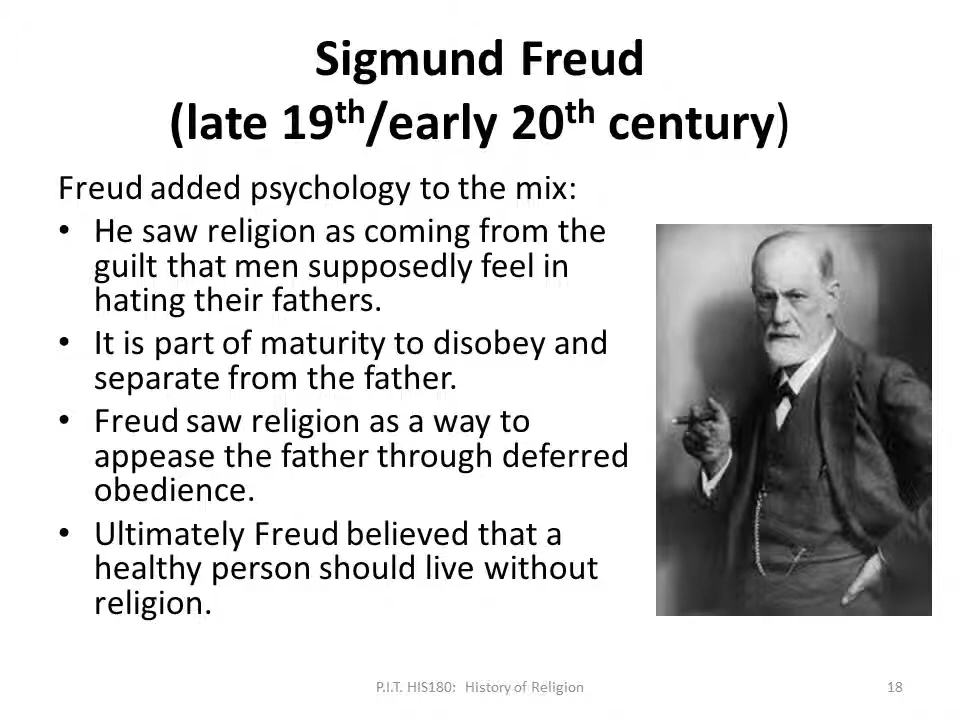 Sigmund Freud
(late 19th/early 20th century)
Freud added psychology to the mix:
• He saw religion as coming from the
guilt that men supposedly feel in
hating their fathers.
• It is part of maturity to disobey and
separate from the father.
• Freud saw religion as a way to
appease the father through deferred
obedience.
• Ultimately Freud believed that a
healthy person should live without
religion.
P.I.T. HIS180: History of Religion
18